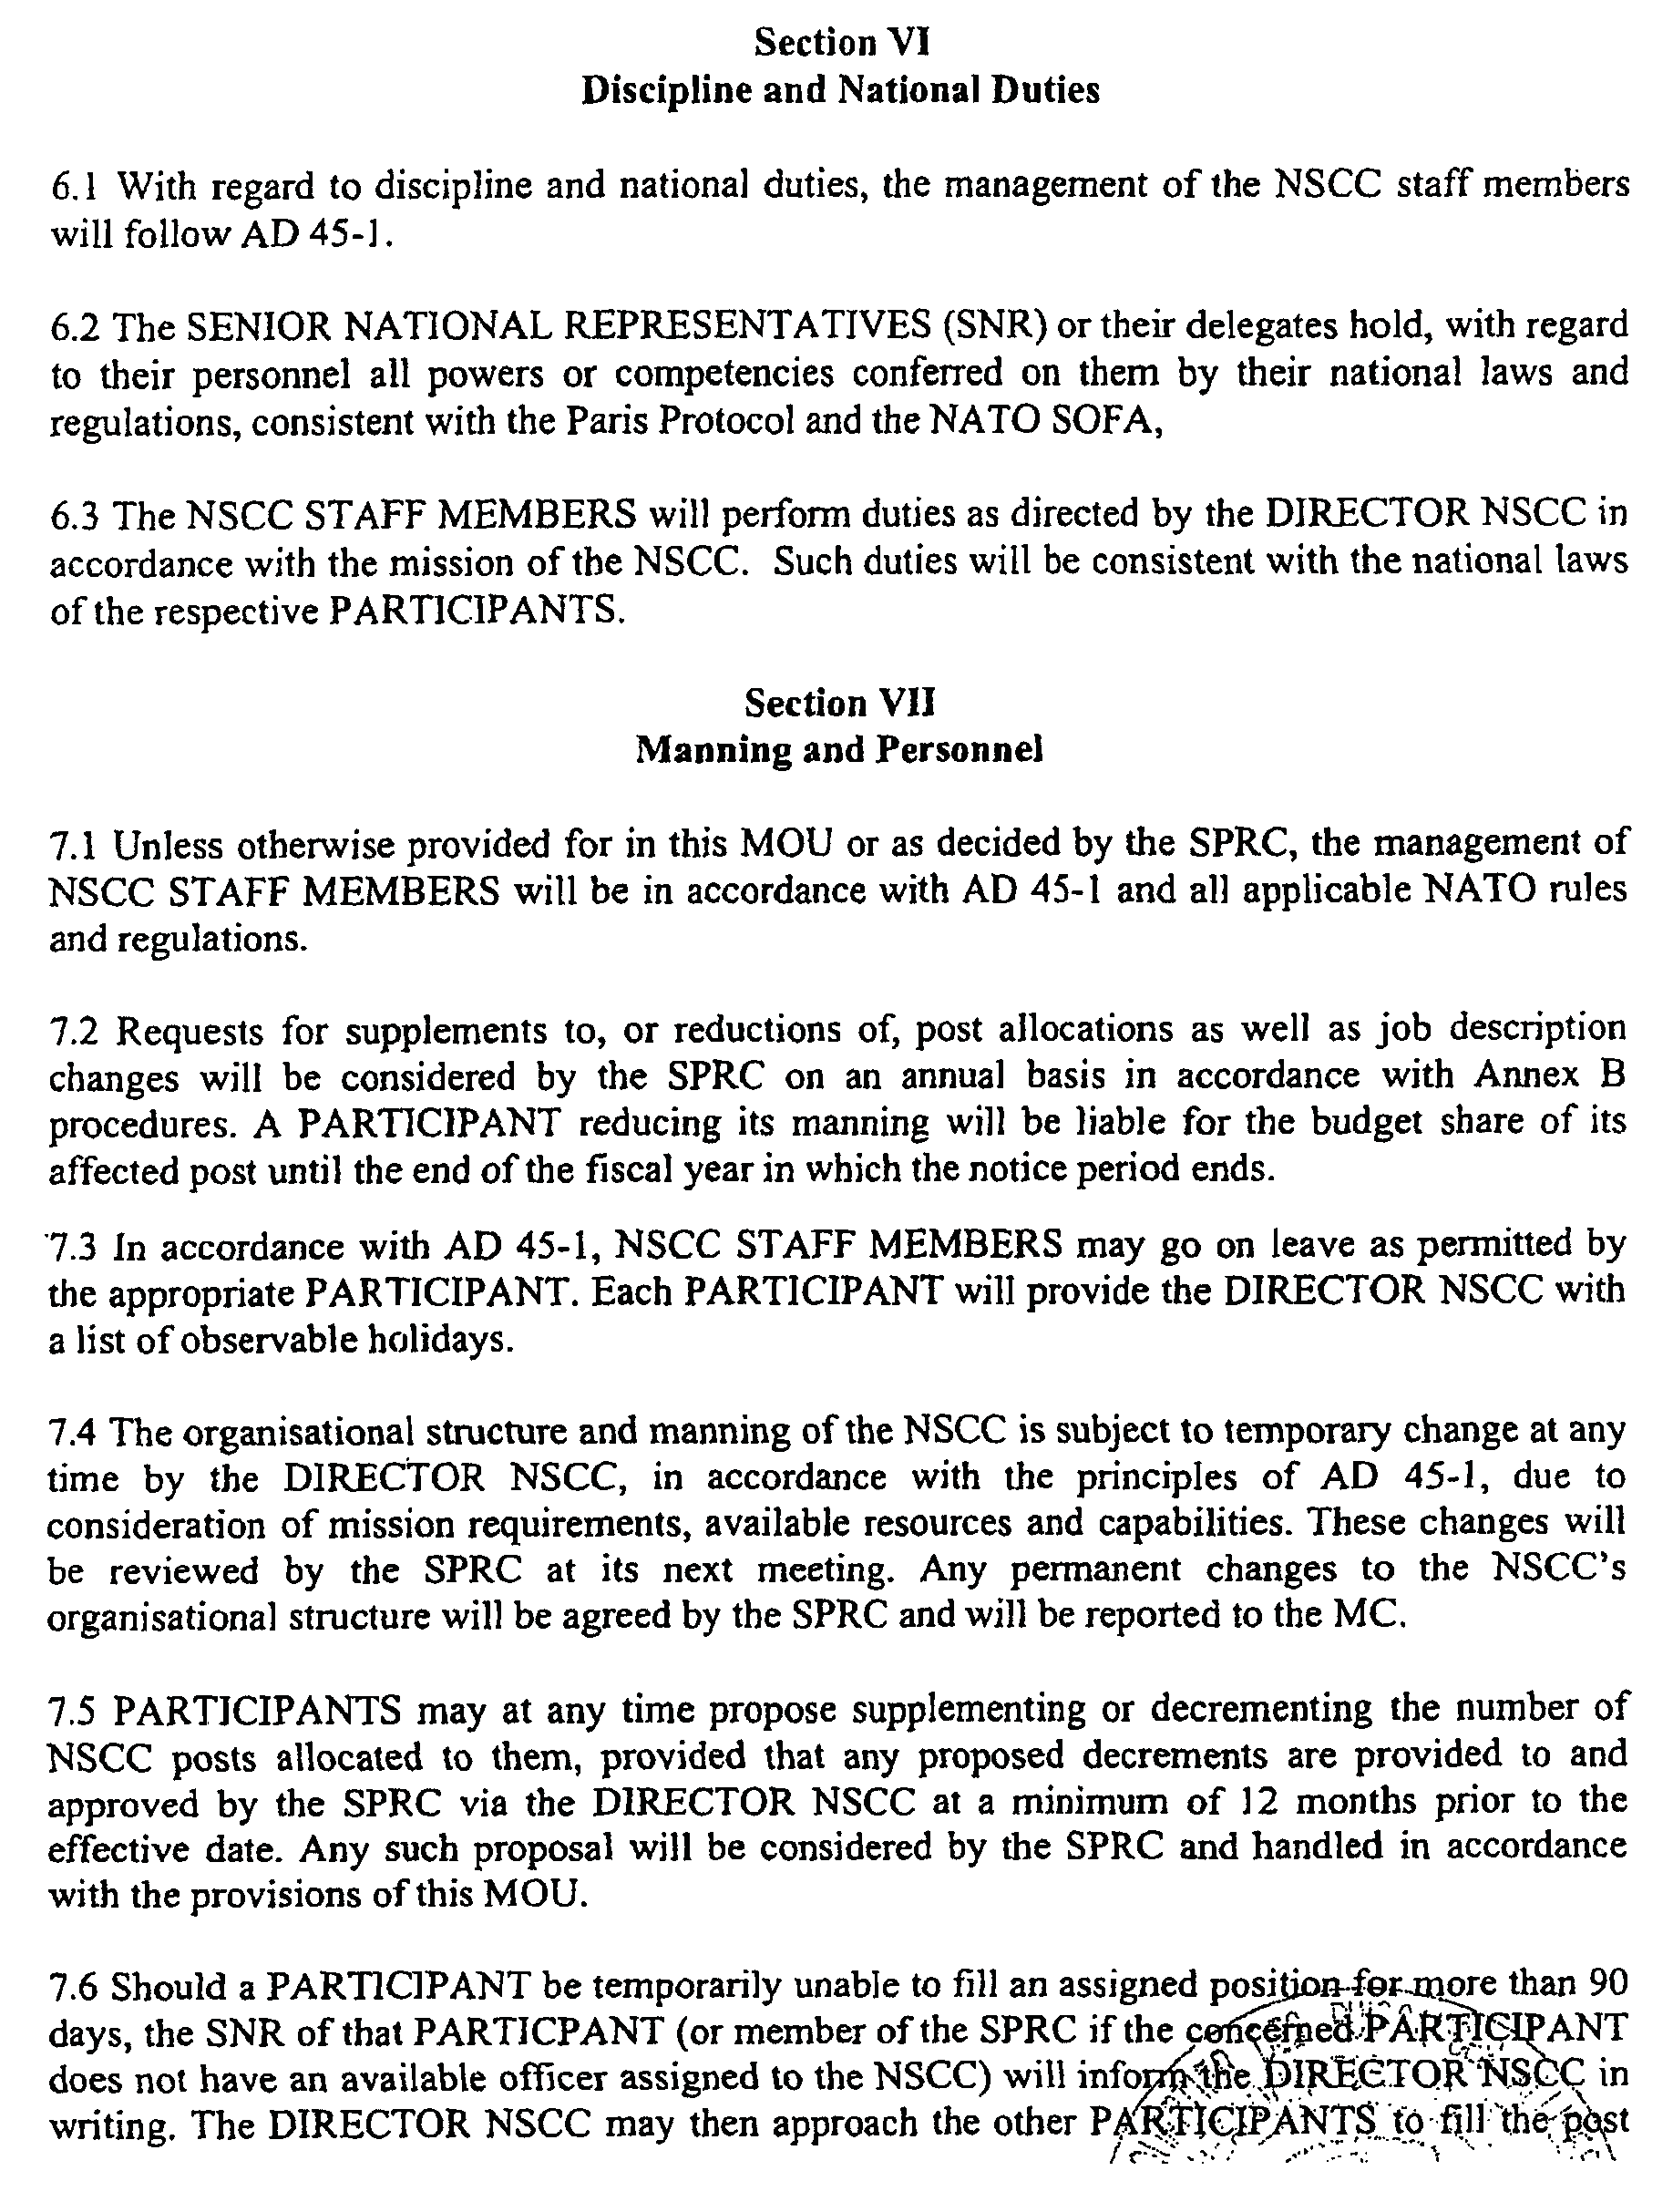 Section VI
Discipline and National Duties
6.1 With regard to discipline and national duties, the management of the NSCC staff members
will follow AD 45-1.
6.2 The SENIOR NATIONAL REPRESENTATIVES (SNR) or their delegates hold, with regard
to their personnel all powers or competencies conferred on them by their national laws and
regulations, consistent with the Paris Protocol and the NATO SOFA,
6.3 The NSCC STAFF MEMBERS will perform duties as directed by the DIRECTOR NSCC in
accordance with the mission of the NSCC. Such duties will be consistent with the national laws
of the respective PARTICIPANTS.
Section VII
Manning and Personnel
7.1 Unless otherwise provided for in this MOU or as decided by the SPRC, the management of
NSCC STAFF MEMBERS will be in accordance with AD 45-1 and all applicable NATO rules
and regulations.
7.2 Requests for supplements to, or reductions of, post allocations as well as job description
changes will be considered by the SPRC on an annual basis in accordance with Annex B
procedures. A PARTICIPANT reducing its manning will be liable for the budget share of its
affected post until the end of the fiscal year in which the notice period ends.
7.3 In accordance with AD 45-1, NSCC STAFF MEMBERS may go on leave as permitted by
the appropriate PARTICIPANT. Each PARTICIPANT will provide the DIRECTOR NSCC with
a list of observable holidays.
7.4 The organisational structure and manning of the NSCC is subject to temporary change at any
time by the DIRECTOR NSCC, in accordance with the principles of AD 45-1, due to
consideration of mission requirements, available resources and capabilities. These changes will
be reviewed by the SPRC at its next meeting. Any permanent changes to the NSCC's
organisational structure will be agreed by the SPRC and will be reported to the MC.
7.5 PARTICIPANTS may at any time propose supplementing or decrementing the number of
NSCC posts allocated to them, provided that any proposed decrements are provided to and
approved by the SPRC via the DIRECTOR NSCC at a minimum of 12 months prior to the
effective date. Any such proposal will be considered by the SPRC and handled in accordance
with the provisions of this MOU.
7.6 Should a PARTICIPANT be temporarily unable to fill an assigned position for more than 90
days, the SNR of that PARTICPANT (or member of the SPRC if the concerned PARTICIPANT
does not have an available officer assigned to the NSCC) will inform the DIRECTOR NSCC in
writing. The DIRECTOR NSCC may then approach the other PARTICIPANTS to fill the post